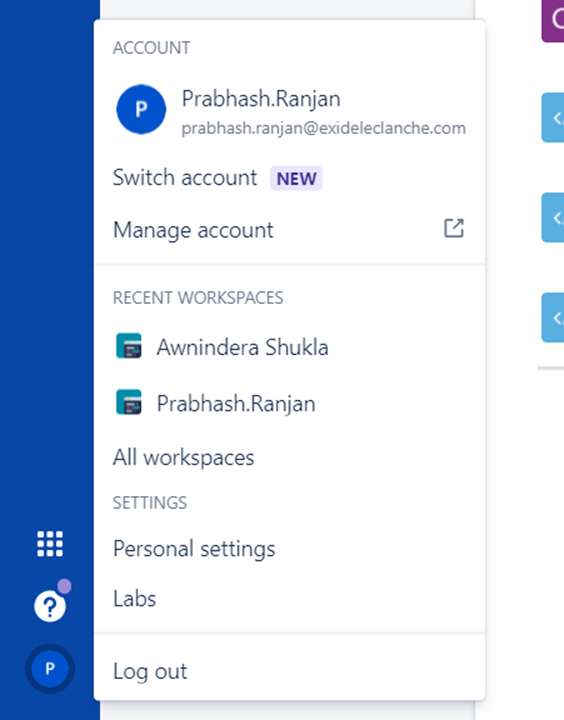 ACCOUNT
P
Prabhash.Ranjan
prabhash.ranjan@exideleclanche.com
Switch account NEW
Manage account
RECENT WORKSPACES
Awnindera Shukla
Prabhash.Ranjan
All workspaces
SETTINGS
Personal settings
Labs
?
P
Log out